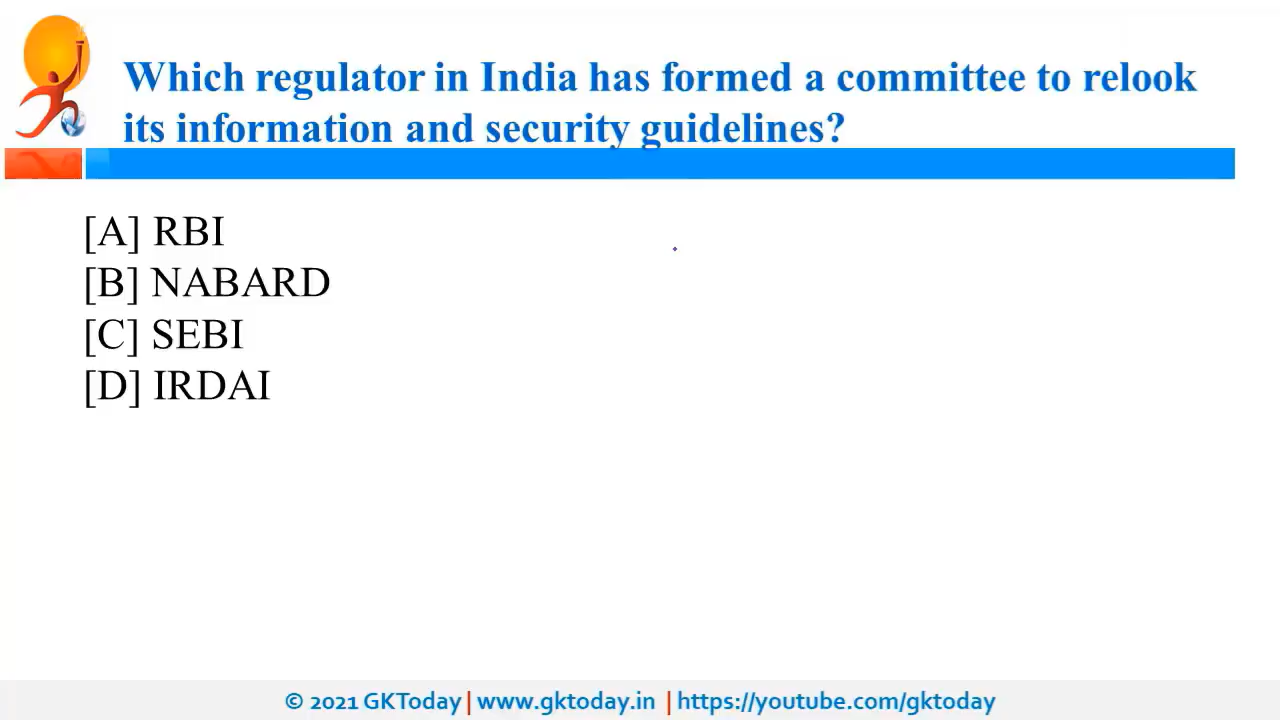 Which regulator in India has formed a committee to relook
its information and security guidelines?
[A] RBI
[B] NABARD
[C] SEBI
[D] IRDAI
© 2021 GKToday | www.gktoday.in | https://youtube.com/gktoday